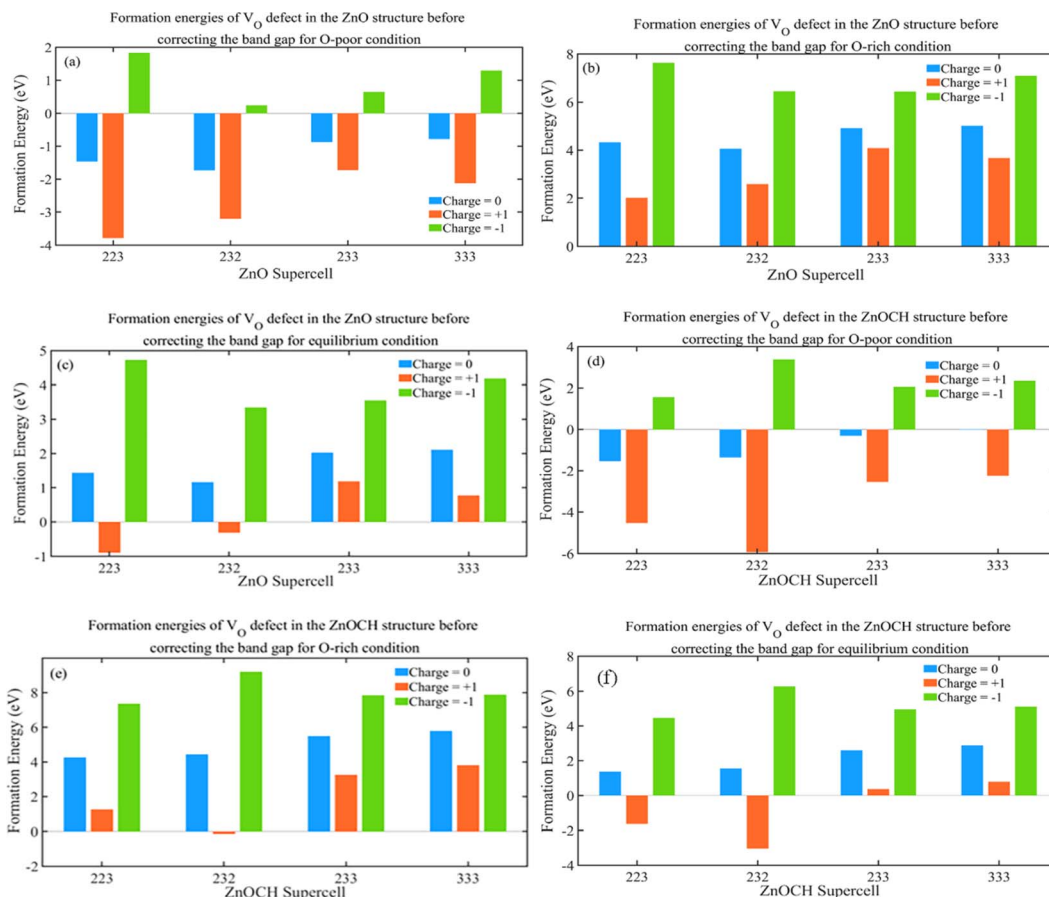 Formation energies of V_O defect in the ZnO structure before
correcting the band gap for O-poor condition
(a)
2
1
0
-1
-2
-3
-4
Formation Energy (eV)
Charge = 0
Charge = +1
Charge = -1
223 232 233 333
ZnO Supercell
Formation energies of V_O defect in the ZnO structure before
correcting the band gap for O-rich condition
(b)
8
6
4
2
0
Formation Energy (eV)
Charge = 0
Charge = +1
Charge = -1
223 232 233 333
ZnO Supercell
Formation energies of V_O defect in the ZnO structure before
correcting the band gap for equilibrium condition
(c)
5
4
3
2
1
0
-1
Formation Energy (eV)
Charge = 0
Charge = +1
Charge = -1
223 232 233 333
ZnO Supercell
Formation energies of V_O defect in the ZnOCH structure before
correcting the band gap for O-poor condition
(d)
4
2
0
-2
-4
-6
Formation Energy (eV)
Charge = 0
Charge = +1
Charge = -1
223 232 233 333
ZnOCH Supercell
Formation energies of V_O defect in the ZnOCH structure before
correcting the band gap for O-rich condition
(e)
8
6
4
2
0
-2
Formation Energy (eV)
Charge = 0
Charge = +1
Charge = -1
223 232 233 333
ZnOCH Supercell
Formation energies of V_O defect in the ZnOCH structure before
correcting the band gap for equilibrium condition
(f)
8
6
4
2
0
-2
-4
Formation Energy (eV)
Charge = 0
Charge = +1
Charge = -1
223 232 233 333
ZnOCH Supercell